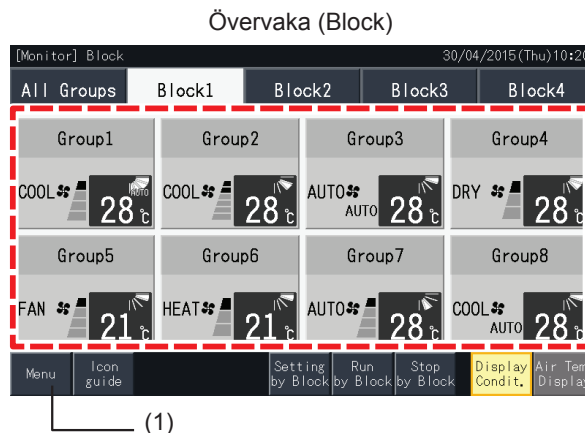 Övervaka (Block)
[Monitor] Block 30/04/2015(Thu)10:20
All Groups Block1 Block2 Block3 Block4
Group1 Group2 Group3 Group4
COOL AUTO 28 ℃ COOL 28 ℃ AUTO AUTO 28 ℃ DRY 28 ℃
Group5 Group6 Group7 Group8
FAN 21 ℃ HEAT 21 ℃ AUTO 28 ℃ COOL AUTO 28 ℃
Menu Icon guide Setting by Block Run by Block Stop by Block Display Condit. Air Tem Displa
(1)